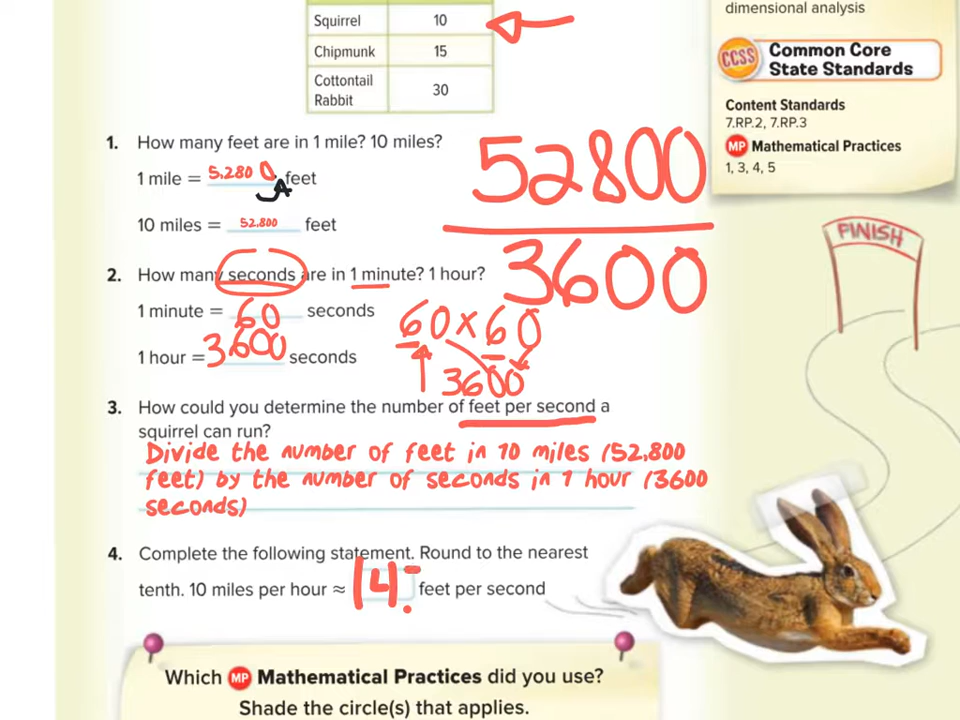 dimensional analysis
Squirrel 10
Chipmunk 15
Cottontail Rabbit 30
CCSS Common Core State Standards
Content Standards
7.RP.2, 7.RP.3
MP Mathematical Practices
1, 3, 4, 5
1. How many feet are in 1 mile? 10 miles?
1 mile = 5,280 0 feet
10 miles = 52,800 feet
52800
3600
FINISH
2. How many seconds are in 1 minute? 1 hour?
1 minute = 60 seconds
1 hour = 3600 seconds
60 x 60
3600
3. How could you determine the number of feet per second a
squirrel can run?
Divide the number of feet in 10 miles (52,800
feet) by the number of seconds in 1 hour (3600
seconds)
4. Complete the following statement. Round to the nearest
tenth. 10 miles per hour ≈ 14. feet per second
Which MP Mathematical Practices did you use?
Shade the circle(s) that applies.